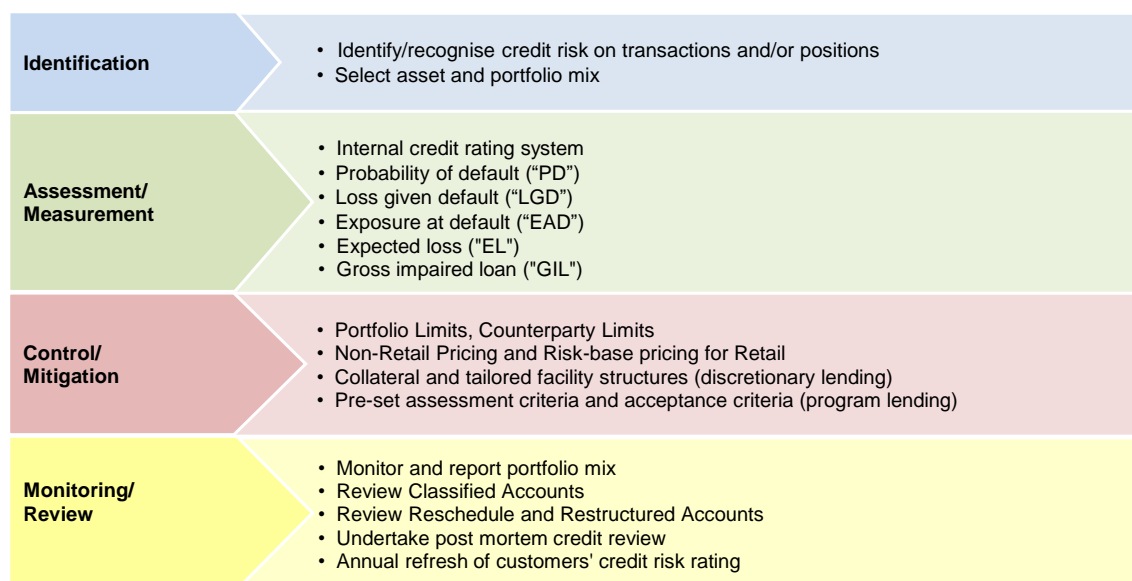 Identification
• Identify/recognise credit risk on transactions and/or positions
• Select asset and portfolio mix
Assessment/
Measurement
• Internal credit rating system
• Probability of default (“PD”)
• Loss given default (“LGD”)
• Exposure at default (“EAD”)
• Expected loss ("EL")
• Gross impaired loan ("GIL")
Control/
Mitigation
• Portfolio Limits, Counterparty Limits
• Non-Retail Pricing and Risk-base pricing for Retail
• Collateral and tailored facility structures (discretionary lending)
• Pre-set assessment criteria and acceptance criteria (program lending)
Monitoring/
Review
• Monitor and report portfolio mix
• Review Classified Accounts
• Review Reschedule and Restructured Accounts
• Undertake post mortem credit review
• Annual refresh of customers' credit risk rating